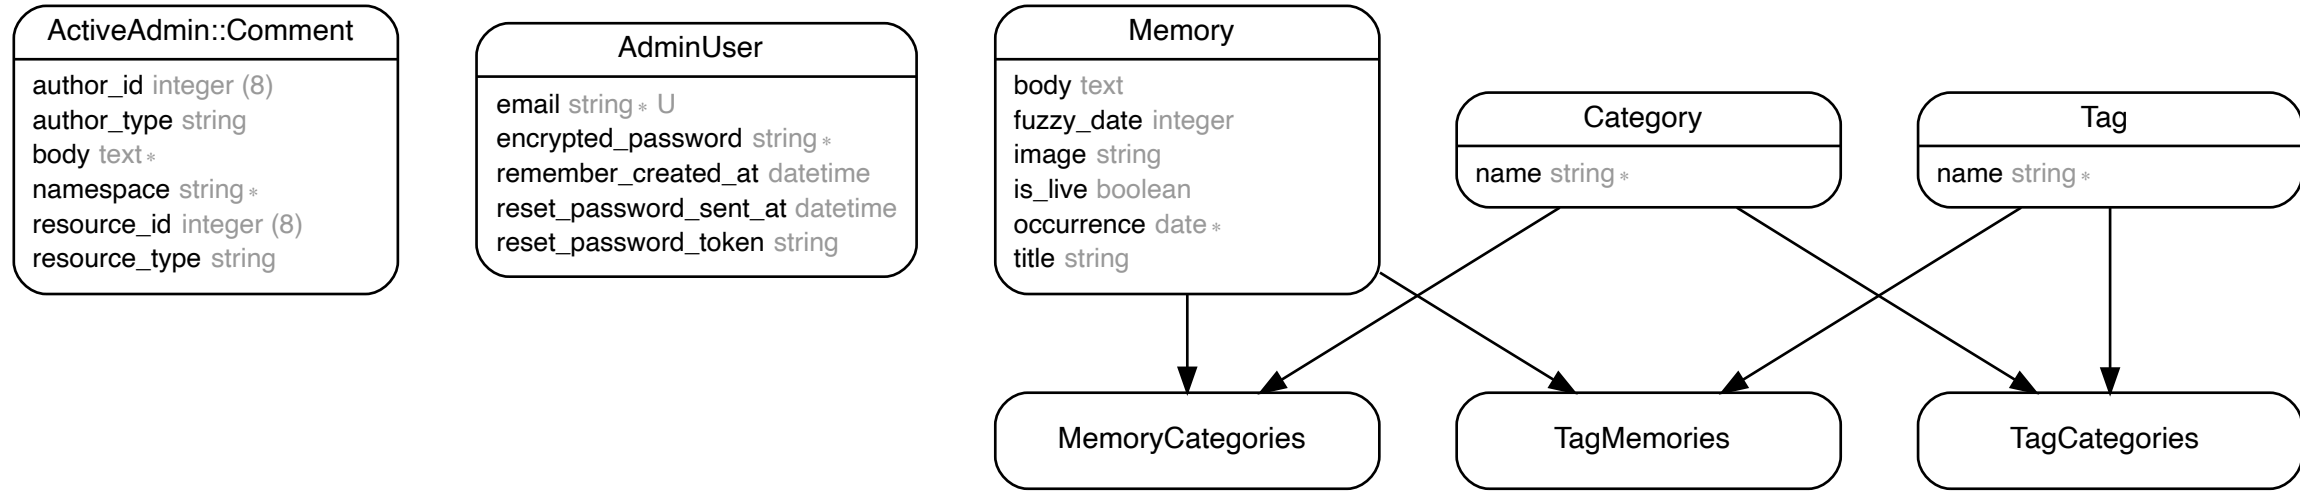 ActiveAdmin::Comment
author_id integer (8)
author_type string
body text *
namespace string *
resource_id integer (8)
resource_type string
AdminUser
email string * U
encrypted_password string *
remember_created_at datetime
reset_password_sent_at datetime
reset_password_token string
Memory
body text
fuzzy_date integer
image string
is_live boolean
occurrence date *
title string
Category
name string *
Tag
name string *
MemoryCategories
TagMemories
TagCategories